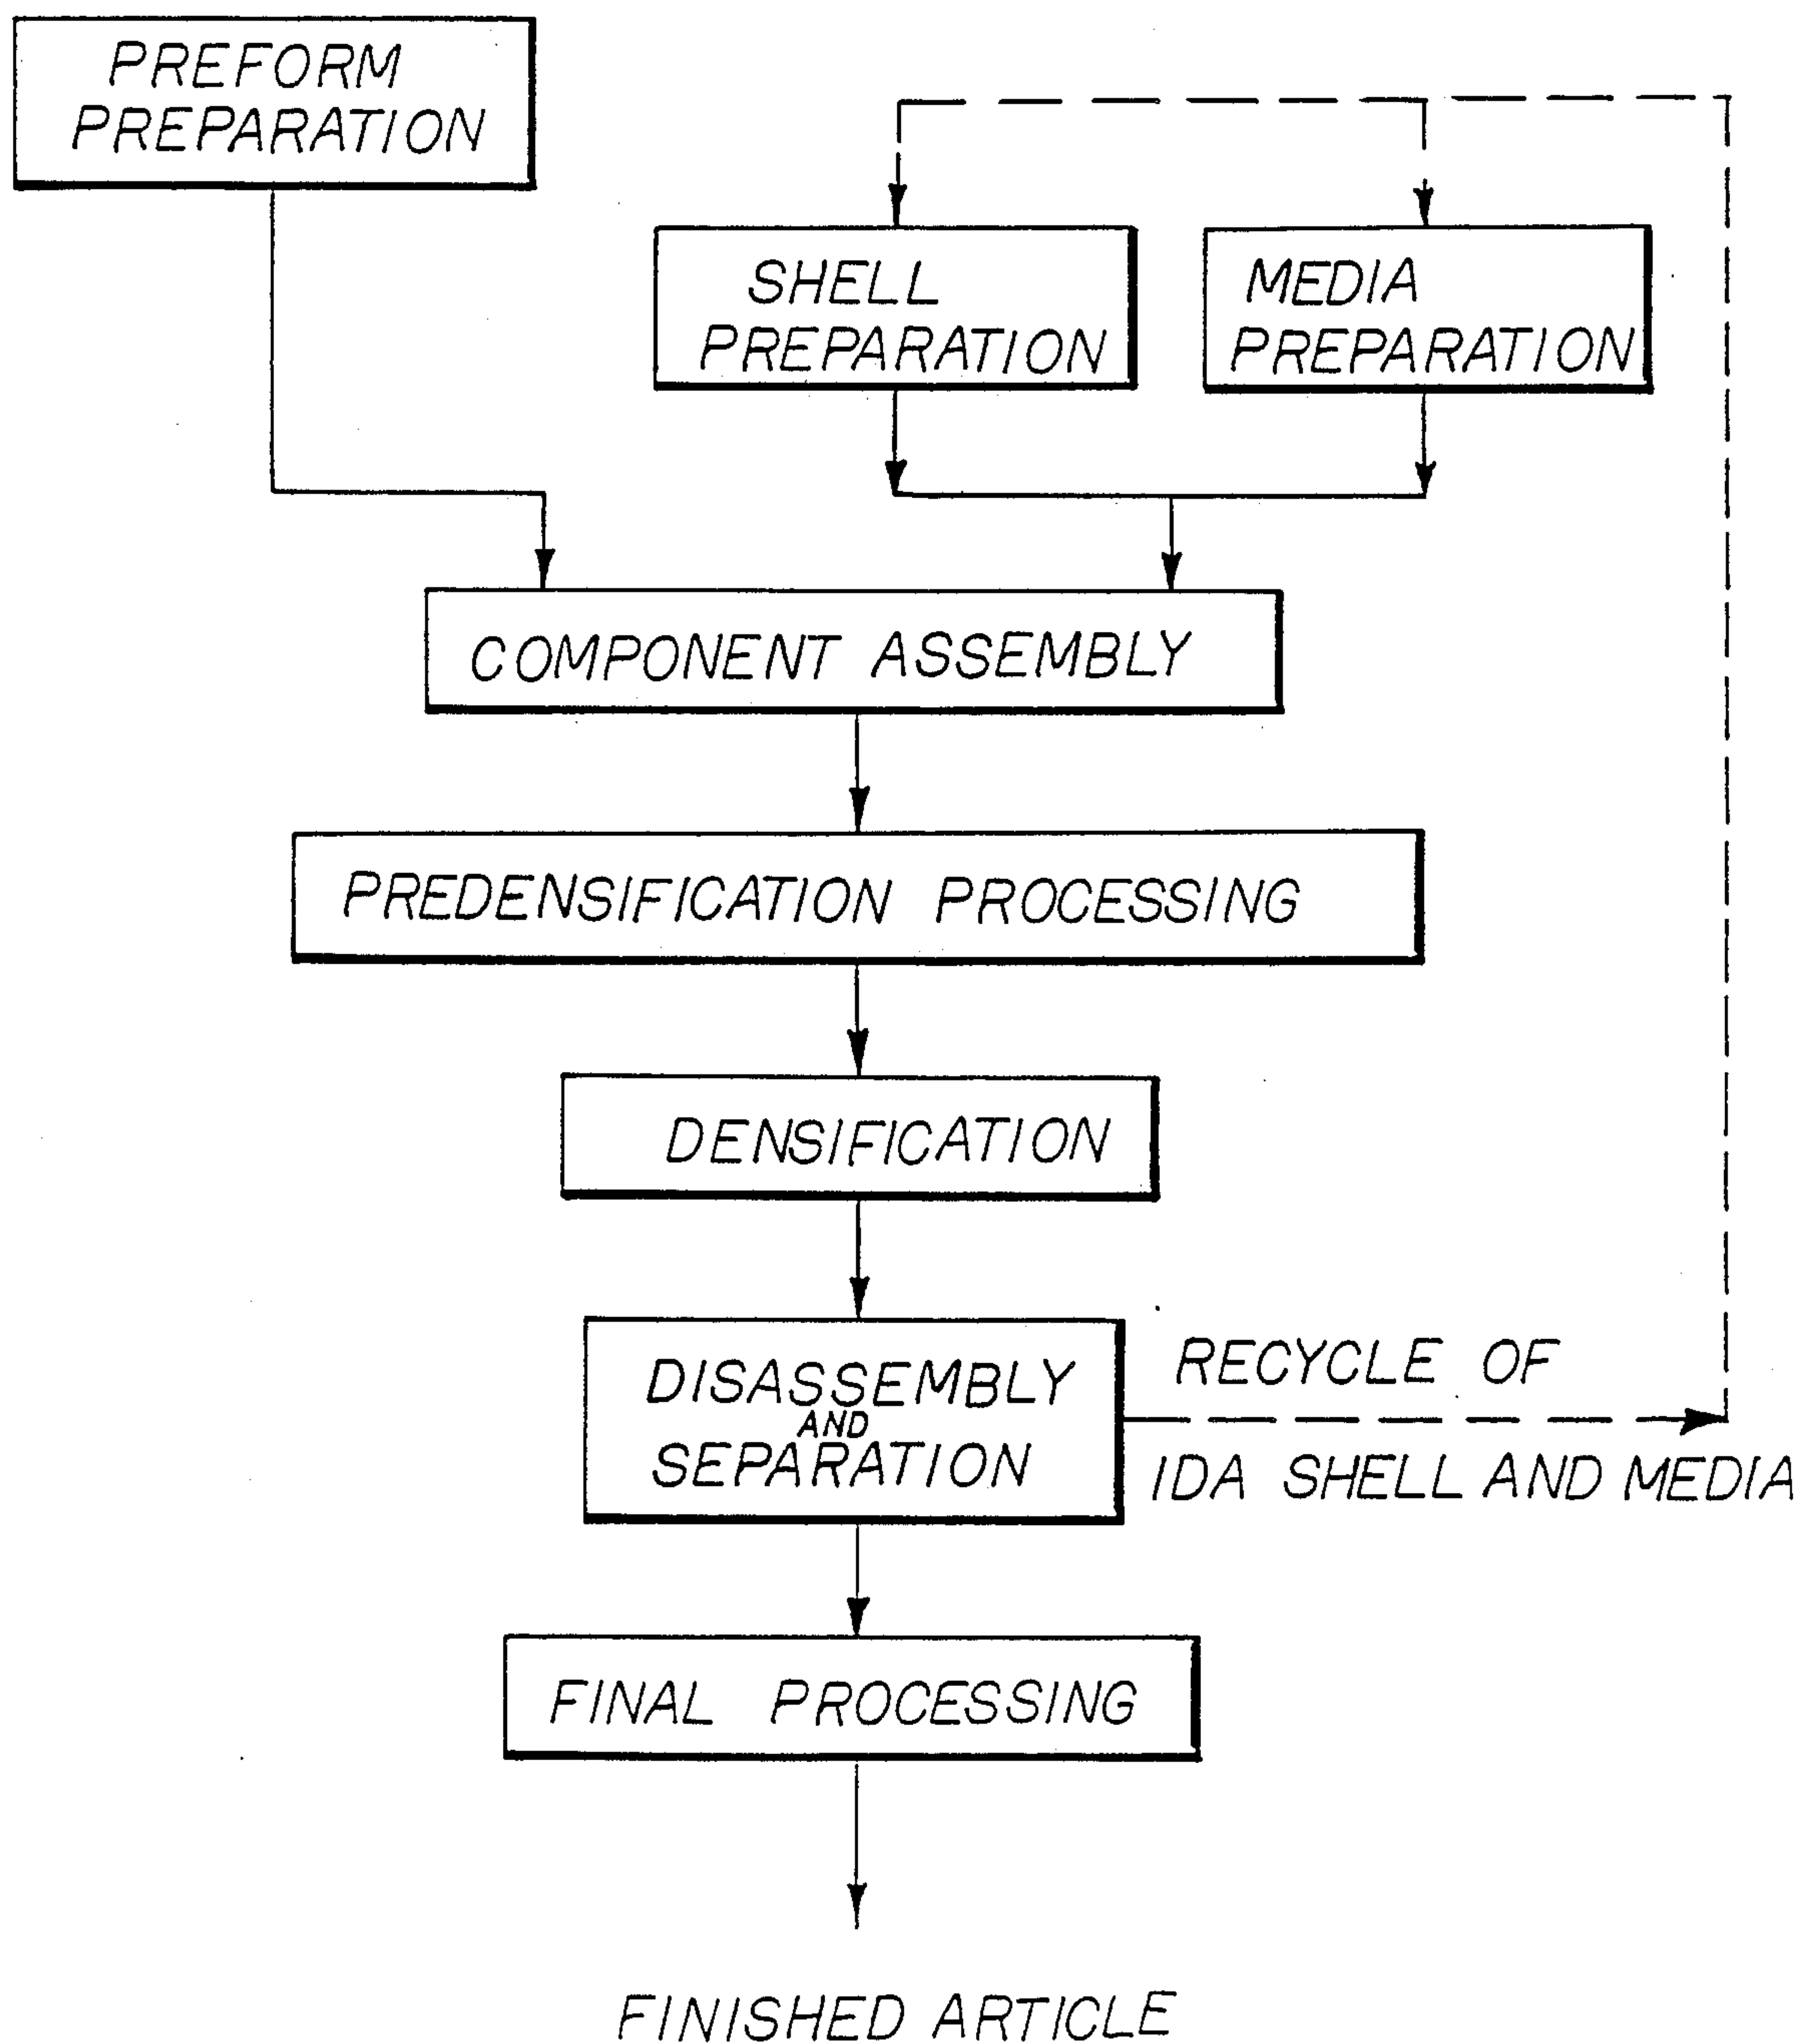 PREFORM
PREPARATION
SHELL
PREPARATION
MEDIA
PREPARATION
COMPONENT ASSEMBLY
PREDENSIFICATION PROCESSING
DENSIFICATION
DISASSEMBLY
AND
SEPARATION
RECYCLE OF
IDA SHELL AND MEDIA
FINAL PROCESSING
FINISHED ARTICLE